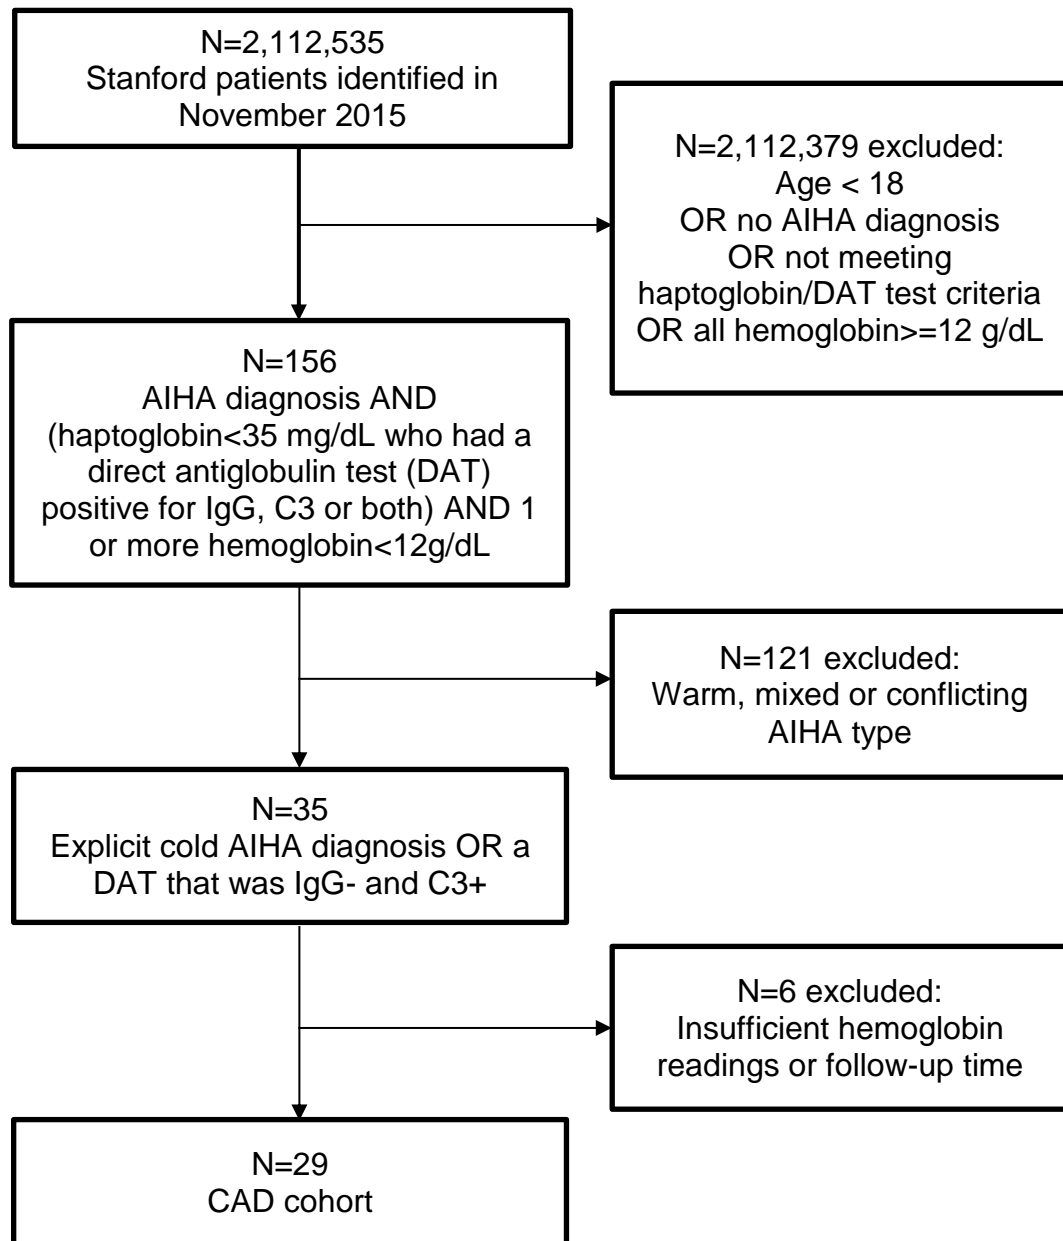 N=2,112,535
Stanford patients identified in
November 2015
N=2,112,379 excluded:
Age < 18
OR no AIHA diagnosis
OR not meeting
haptoglobin/DAT test criteria
OR all hemoglobin>=12 g/dL
N=156
AIHA diagnosis AND
(haptoglobin<35 mg/dL who had a
direct antiglobulin test (DAT)
positive for IgG, C3 or both) AND 1
or more hemoglobin<12g/dL
N=121 excluded:
Warm, mixed or conflicting
AIHA type
N=35
Explicit cold AIHA diagnosis OR a
DAT that was IgG- and C3+
N=6 excluded:
Insufficient hemoglobin
readings or follow-up time
N=29
CAD cohort